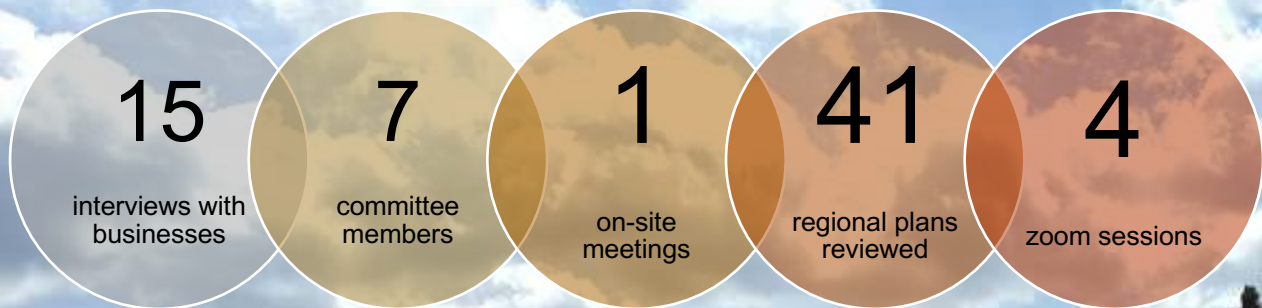 15
interviews with
businesses
7
committee
members
1
on-site
meetings
41
regional plans
reviewed
4
zoom sessions